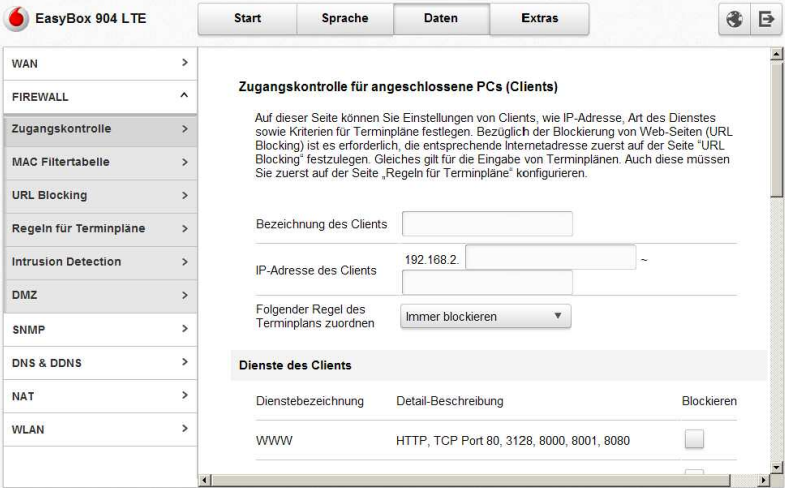 EasyBox 904 LTE
Start
Sprache
Daten
Extras
WAN
FIREWALL
Zugangskontrolle
MAC Filtertabelle
URL Blocking
Regeln für Terminpläne
Intrusion Detection
DMZ
SNMP
DNS & DDNS
NAT
WLAN
Zugangskontrolle für angeschlossene PCs (Clients)
Auf dieser Seite können Sie Einstellungen von Clients, wie IP-Adresse, Art des Dienstes
sowie Kriterien für Terminpläne festlegen. Bezüglich der Blockierung von Web-Seiten (URL
Blocking) ist es erforderlich, die entsprechende Internetadresse zuerst auf der Seite “URL
Blocking“ festzulegen. Gleiches gilt für die Eingabe von Terminplänen. Auch diese müssen
Sie zuerst auf der Seite „Regeln für Terminpläne“ konfigurieren.
Bezeichnung des Clients
IP-Adresse des Clients
192.168.2. ~
Folgender Regel des
Terminplans zuordnen
Immer blockieren
Dienste des Clients
Dienstebezeichnung Detail-Beschreibung Blockieren
WWW HTTP, TCP Port 80, 3128, 8000, 8001, 8080